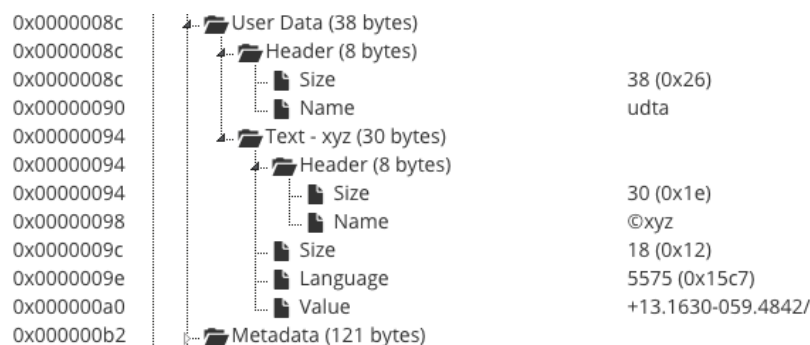 0x0000008c User Data (38 bytes)
0x0000008c Header (8 bytes)
0x0000008c Size 38 (0x26)
0x00000090 Name udta
0x00000094 Text - xyz (30 bytes)
0x00000094 Header (8 bytes)
0x00000094 Size 30 (0x1e)
0x00000098 Name ©xyz
0x0000009c Size 18 (0x12)
0x0000009e Language 5575 (0x15c7)
0x000000a0 Value +13.1630-059.4842/
0x000000b2 Metadata (121 bytes)